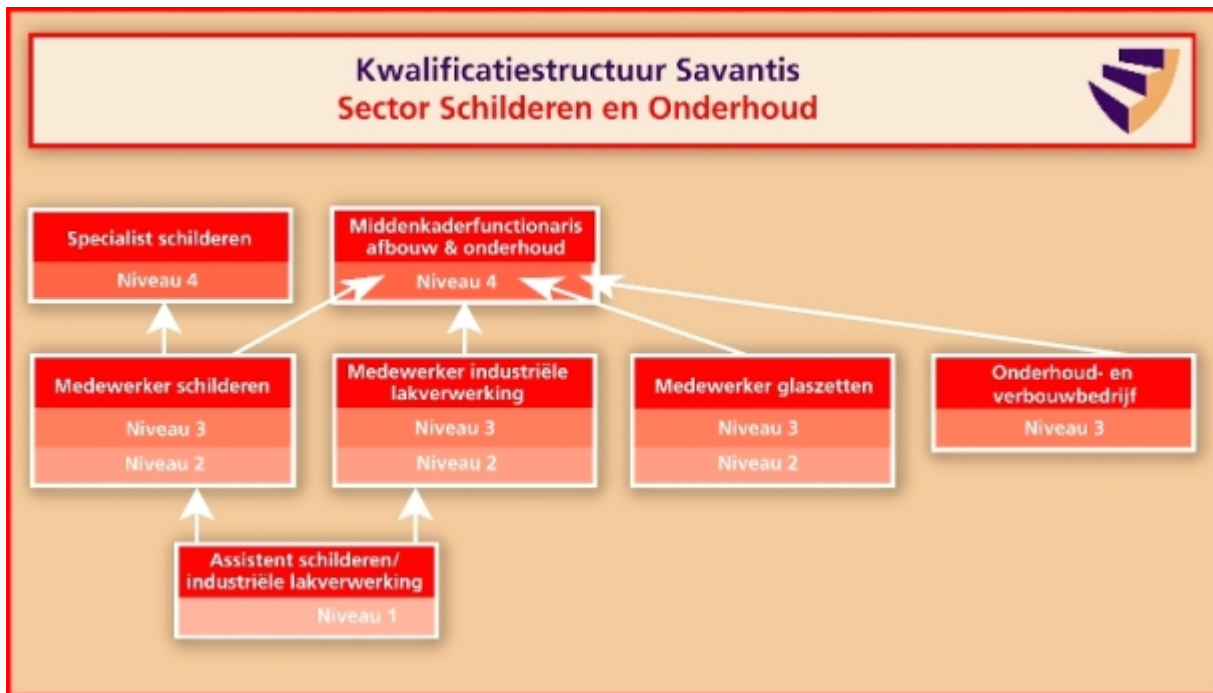 Kwalificatiestructuur Savantis
Sector Schilderen en Onderhoud
Specialist schilderen
Niveau 4
Middenkaderfunctionaris
afbouw & onderhoud
Niveau 4
Medewerker schilderen
Niveau 3
Niveau 2
Medewerker industriële
lakverwerking
Niveau 3
Niveau 2
Medewerker glaszetten
Niveau 3
Niveau 2
Onderhoud- en
verbouwbedrijf
Niveau 3
Assistent schilderen/
industriële lakverwerking
Niveau 1